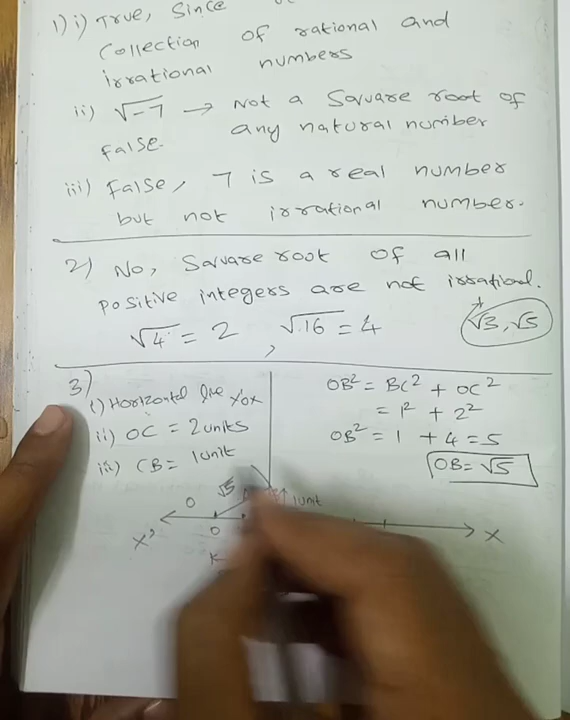 1) i) True, Since
Collection of rational and
irrational numbers
ii) √-7 → Not a Square root of
False. any natural number
iii) False, 7 is a real number
but not irrational number.
2) No, Square root of all
positive integers are not irrational.
√4 = 2 , √16 = 4
√3, √5
3)
i) Horizontal line X'OX
ii) OC = 2 units
iii) CB = 1 unit
OB² = BC² + OC²
= 1² + 2²
OB² = 1 + 4 = 5
OB = √5
0 √5 1 unit
X' 0 X
K